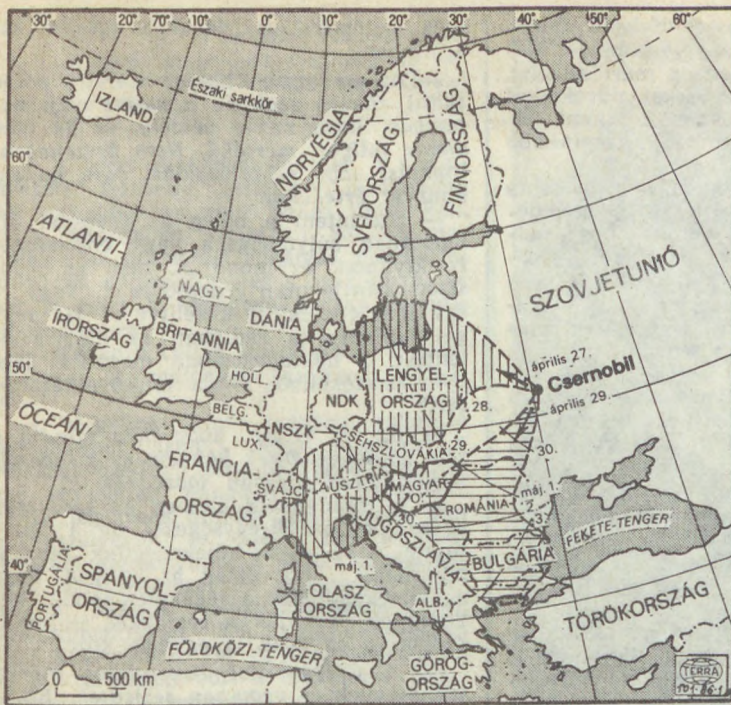 30° 20° 10° 0° 10° 20° 30° 40° 50° 60°
IZLAND
Északi sarkkör
NORVÉGIA
SVÉDORSZÁG
FINNORSZÁG
60°
ATLANTI-
SZOVJETUNIÓ
NAGY-
BRITANNIA
DÁNIA
ÍRORSZÁG
április 27.
Csernobil
április 29.
50°
50°
HOLL.
LENGYEL-
ORSZÁG
NDK
28.
BELG.
NSZK
ÓCEÁN
LUX.
CSEHSZLOVÁKIA
29.
30.
FRANCIA-
ORSZÁG
SVÁJC
AUSZTRIA
MAGYAR
O.
máj. 1.
2.
3.
ROMÁNIA
30.
JUGOSZLÁVIA
FEKETE-TENGER
BULGÁRIA
máj. 1.
40°
40°
PORTUGÁLIA
SPANYOL-
ORSZÁG
OLASZ
ORSZÁG
ALB.
TÖRÖKORSZÁG
FÖLDKÖZI-TENGER
GÖRÖG-
ORSZÁG
0 500 km
TERRA